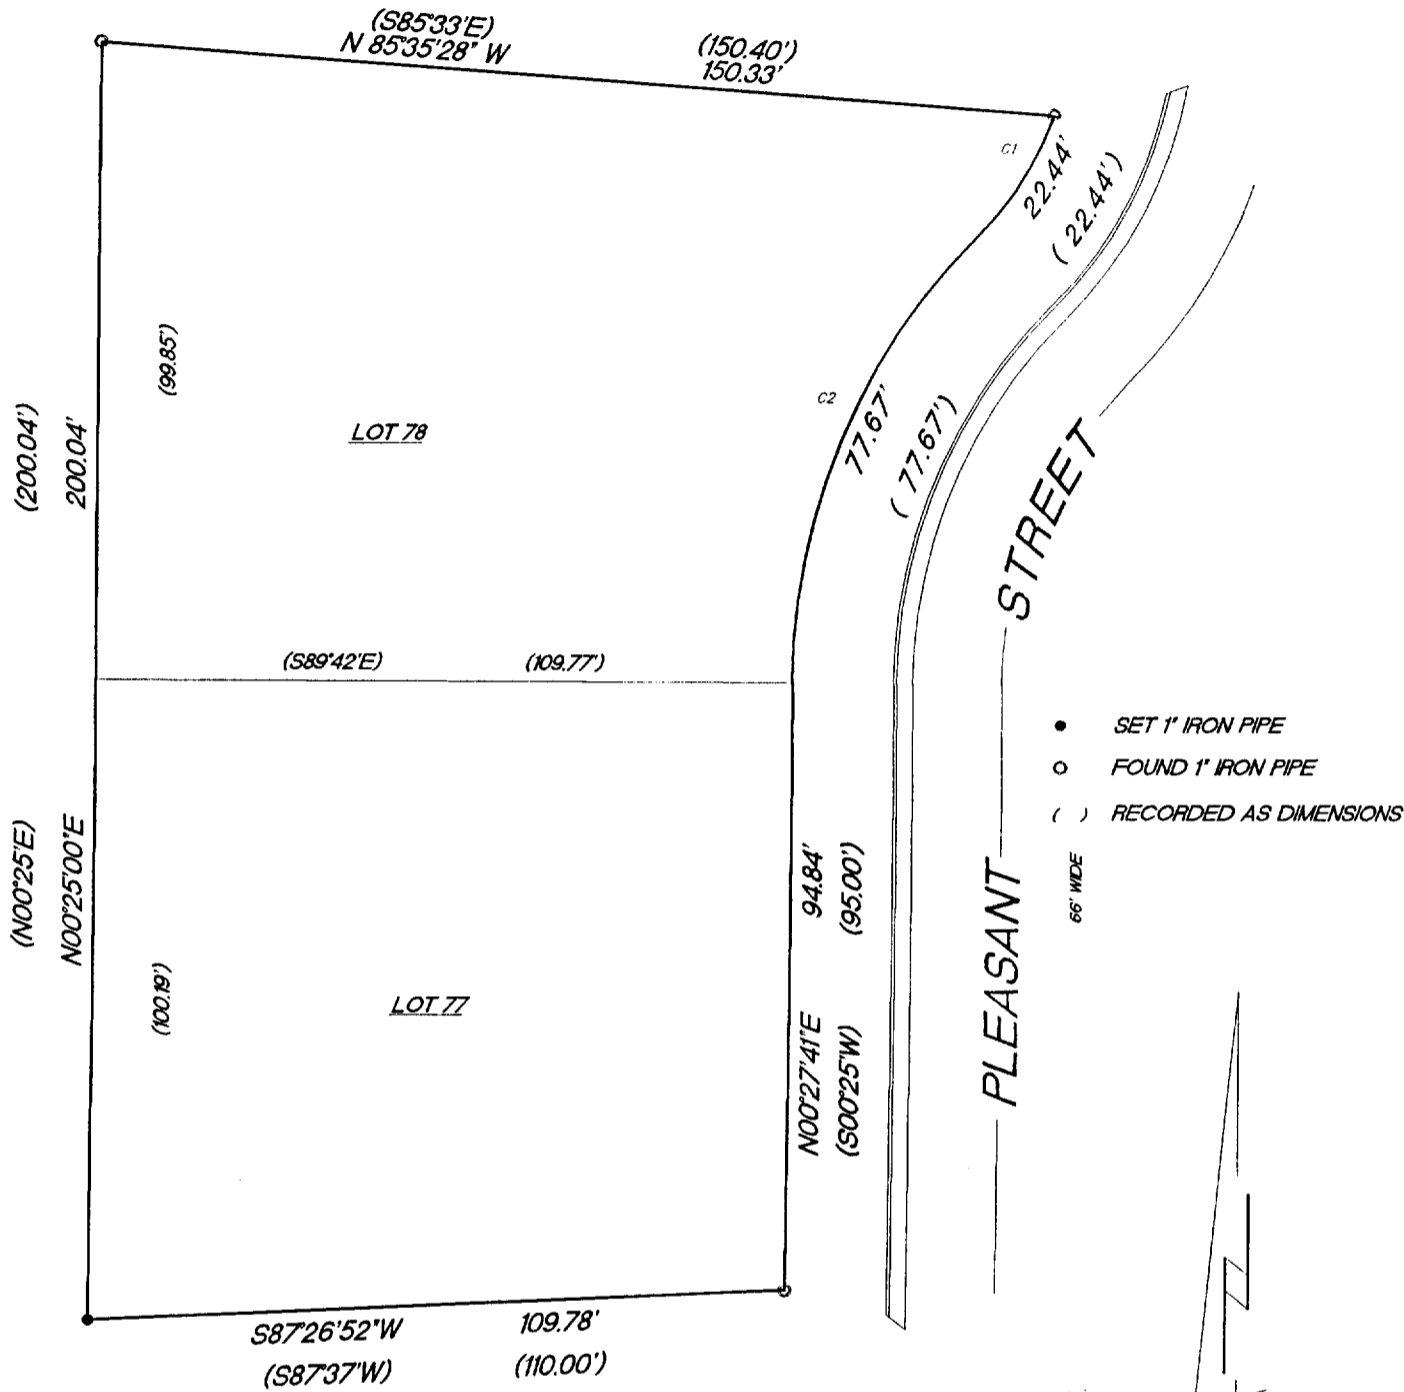 (S85°33'E)
N 85°35'28" W
(150.40')
150.33'
C1
22.44'
( 22.44')
(99.85')
(200.04')
200.04'
LOT 78
C2
77.67'
( 77.67')
STREET
(S89°42'E)
(109.77')
SET 1" IRON PIPE
FOUND 1" IRON PIPE
( ) RECORDED AS DIMENSIONS
(N00°25'E)
N00°25'00"E
94.84'
(95.00')
PLEASANT
66' WIDE
(100.19')
LOT 77
N00°27'41"E
(S00°25'W)
S87°26'52"W
109.78'
(S87°37'W)
(110.00')